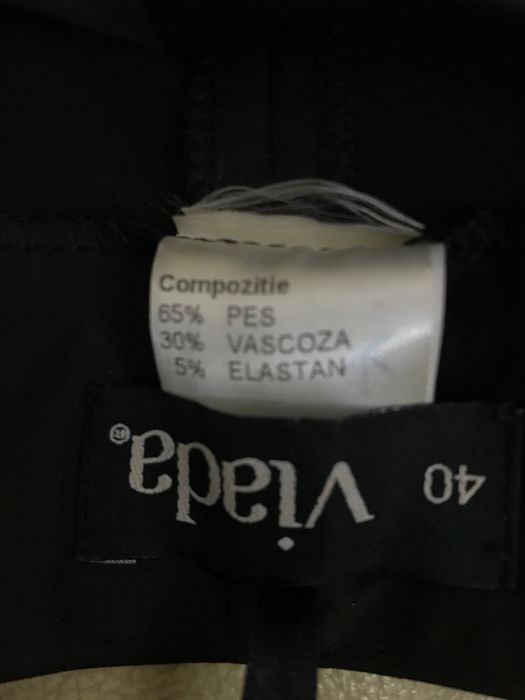 Compozitie
65% PES
30% VASCOZA
5% ELASTAN
viada®
40